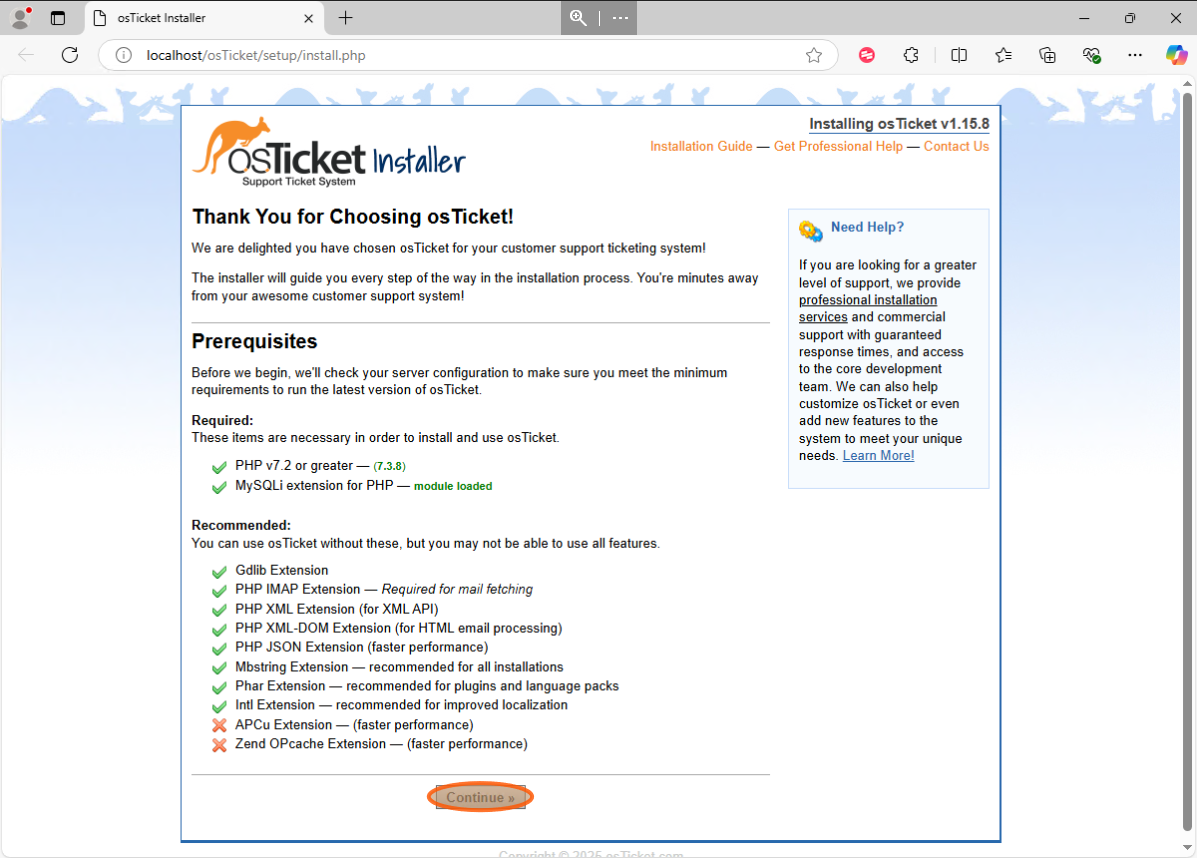 osTicket Installer
localhost/osTicket/setup/install.php
osTicket Installer
Support Ticket System
Installing osTicket v1.15.8
Installation Guide — Get Professional Help — Contact Us
Thank You for Choosing osTicket!
We are delighted you have chosen osTicket for your customer support ticketing system!
The installer will guide you every step of the way in the installation process. You're minutes away
from your awesome customer support system!
Prerequisites
Before we begin, we'll check your server configuration to make sure you meet the minimum
requirements to run the latest version of osTicket.
Required:
These items are necessary in order to install and use osTicket.
PHP v7.2 or greater — (7.3.8)
MySQLi extension for PHP — module loaded
Recommended:
You can use osTicket without these, but you may not be able to use all features.
Gdlib Extension
PHP IMAP Extension — Required for mail fetching
PHP XML Extension (for XML API)
PHP XML-DOM Extension (for HTML email processing)
PHP JSON Extension (faster performance)
Mbstring Extension — recommended for all installations
Phar Extension — recommended for plugins and language packs
Intl Extension — recommended for improved localization
APCu Extension — (faster performance)
Zend OPcache Extension — (faster performance)
Continue »
Need Help?
If you are looking for a greater
level of support, we provide
professional installation
services and commercial
support with guaranteed
response times, and access
to the core development
team. We can also help
customize osTicket or even
add new features to the
system to meet your unique
needs. Learn More!
Copyright © 2025 osTicket.com